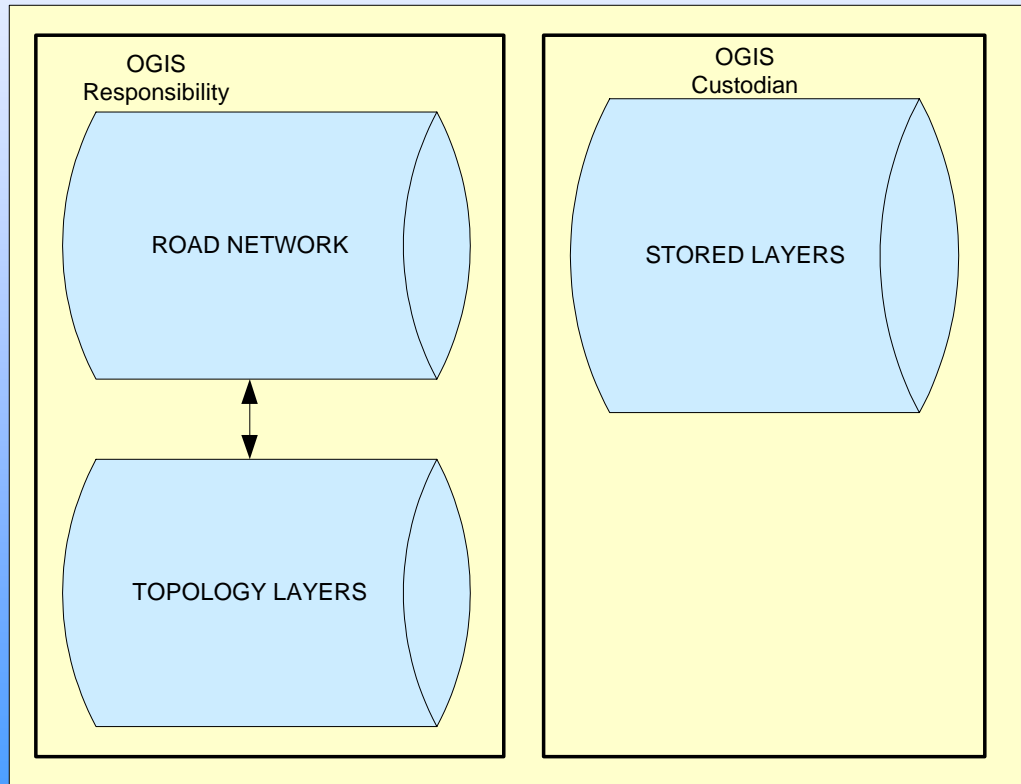 OGIS
Responsibility
ROAD NETWORK
TOPOLOGY LAYERS
OGIS
Custodian
STORED LAYERS